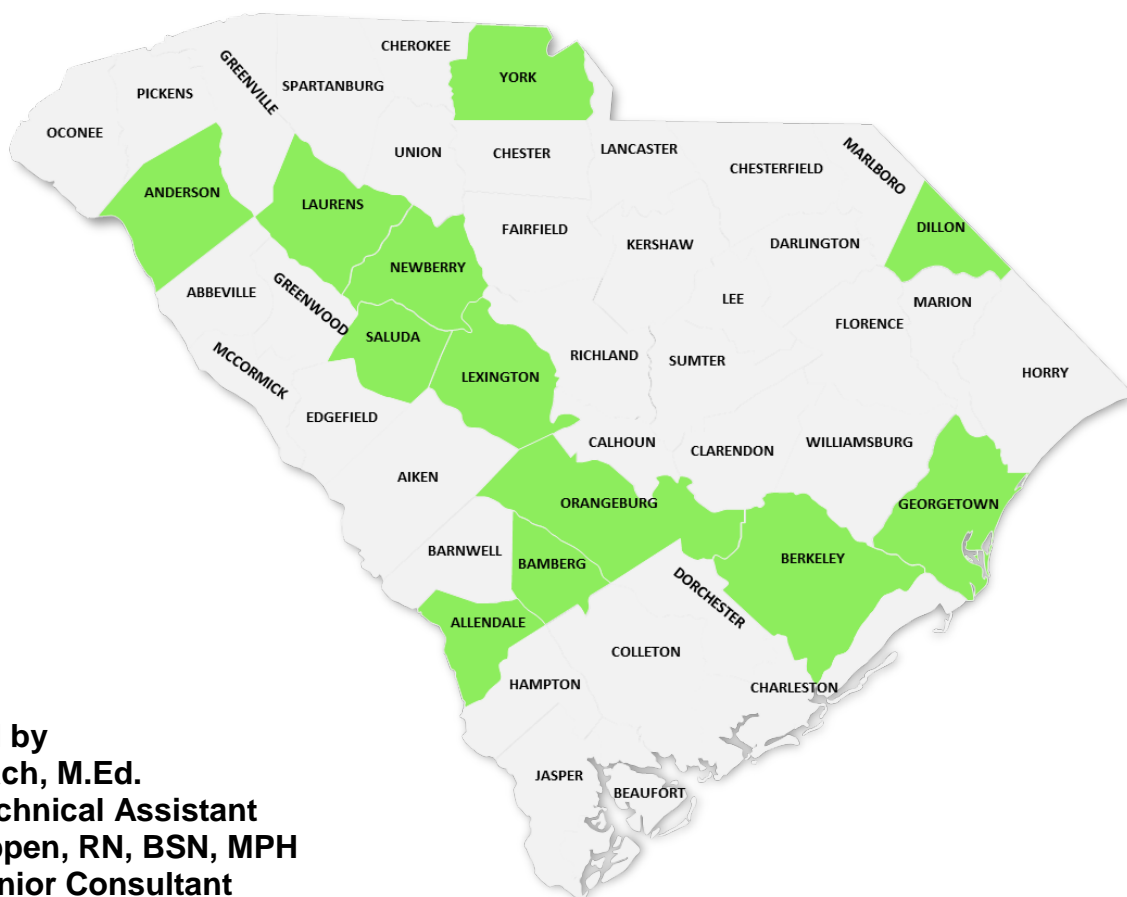 CHEROKEE
YORK
GREENVILLE
SPARTANBURG
PICKENS
OCONEE
UNION
CHESTER
LANCASTER
CHESTERFIELD
MARLBORO
ANDERSON
LAURENS
DILLON
FAIRFIELD
KERSHAW
DARLINGTON
NEWBERRY
ABBEVILLE
GREENWOOD
LEE
MARION
FLORENCE
SALUDA
RICHLAND
SUMTER
HORRY
MCCORMICK
LEXINGTON
EDGEFIELD
CALHOUN
CLARENDON
WILLIAMSBURG
AIKEN
ORANGEBURG
GEORGETOWN
BARNWELL
BAMBERG
BERKELEY
DORCHESTER
ALLENDALE
COLLETON
HAMPTON
CHARLESTON
JASPER
BEAUFORT
by
ch, M.Ed.
chnical Assistant
ppen, RN, BSN, MPH
nior Consultant